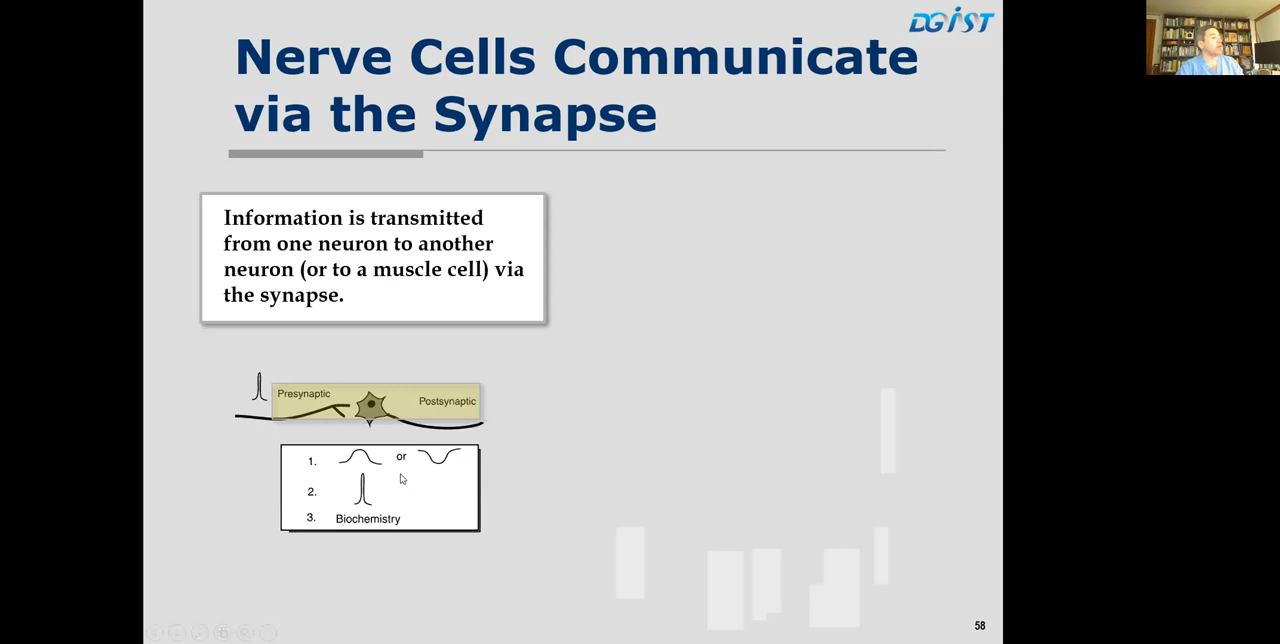 DGIST
Nerve Cells Communicate
via the Synapse
Information is transmitted
from one neuron to another
neuron (or to a muscle cell) via
the synapse.
Presynaptic
Postsynaptic
1. or
2.
3. Biochemistry
58